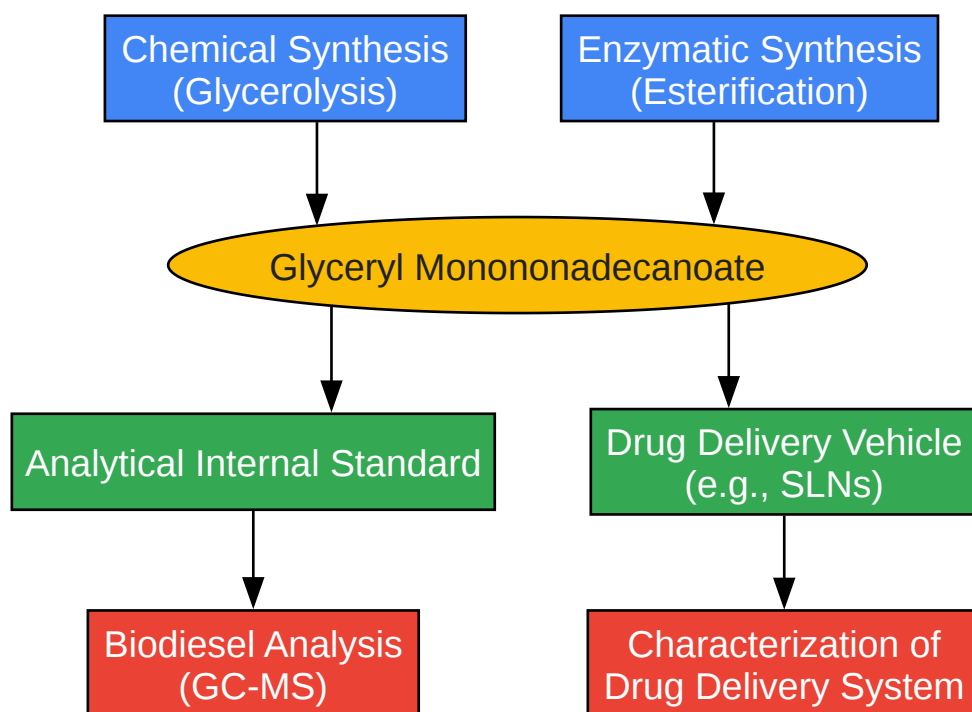 Chemical Synthesis
(Glycerolysis)
Enzymatic Synthesis
(Esterification)
Glyceryl Monononadecanoate
Analytical Internal Standard
Drug Delivery Vehicle
(e.g., SLNs)
Biodiesel Analysis
(GC-MS)
Characterization of
Drug Delivery System